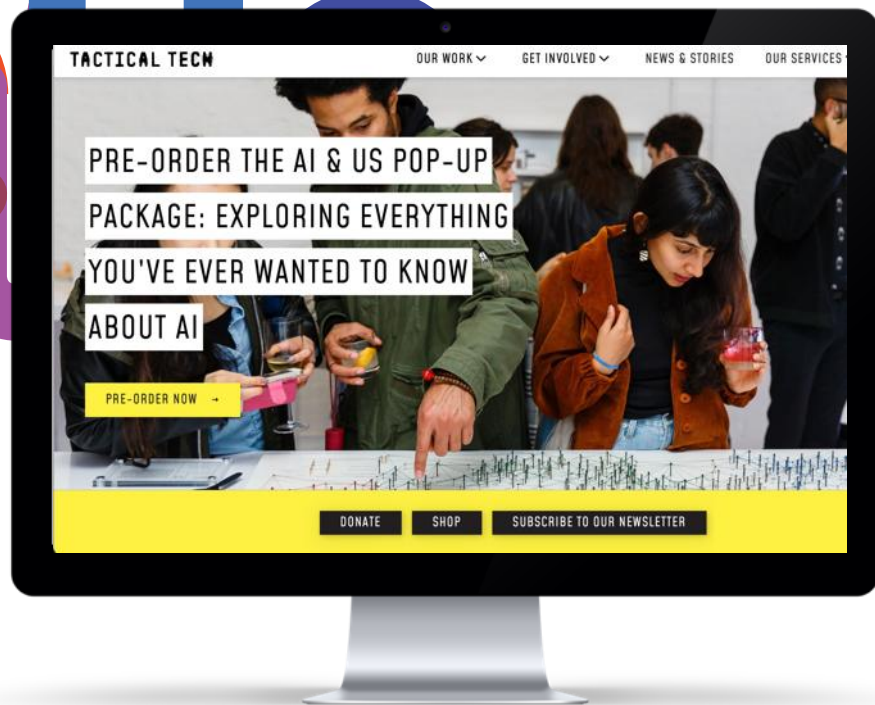 TACTICAL TECH
OUR WORK
GET INVOLVED
NEWS & STORIES
OUR SERVICES
PRE-ORDER THE AI & US POP-UP
PACKAGE: EXPLORING EVERYTHING
YOU'VE EVER WANTED TO KNOW
ABOUT AI
PRE-ORDER NOW →
DONATE
SHOP
SUBSCRIBE TO OUR NEWSLETTER